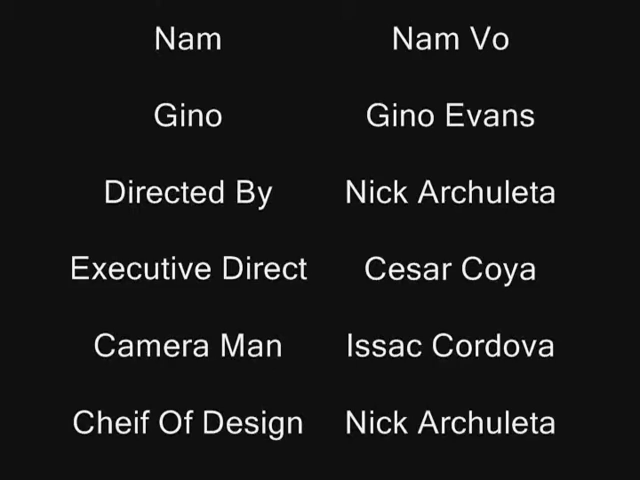 Nam Nam Vo
Gino Gino Evans
Directed By Nick Archuleta
Executive Direct Cesar Coya
Camera Man Issac Cordova
Cheif Of Design Nick Archuleta